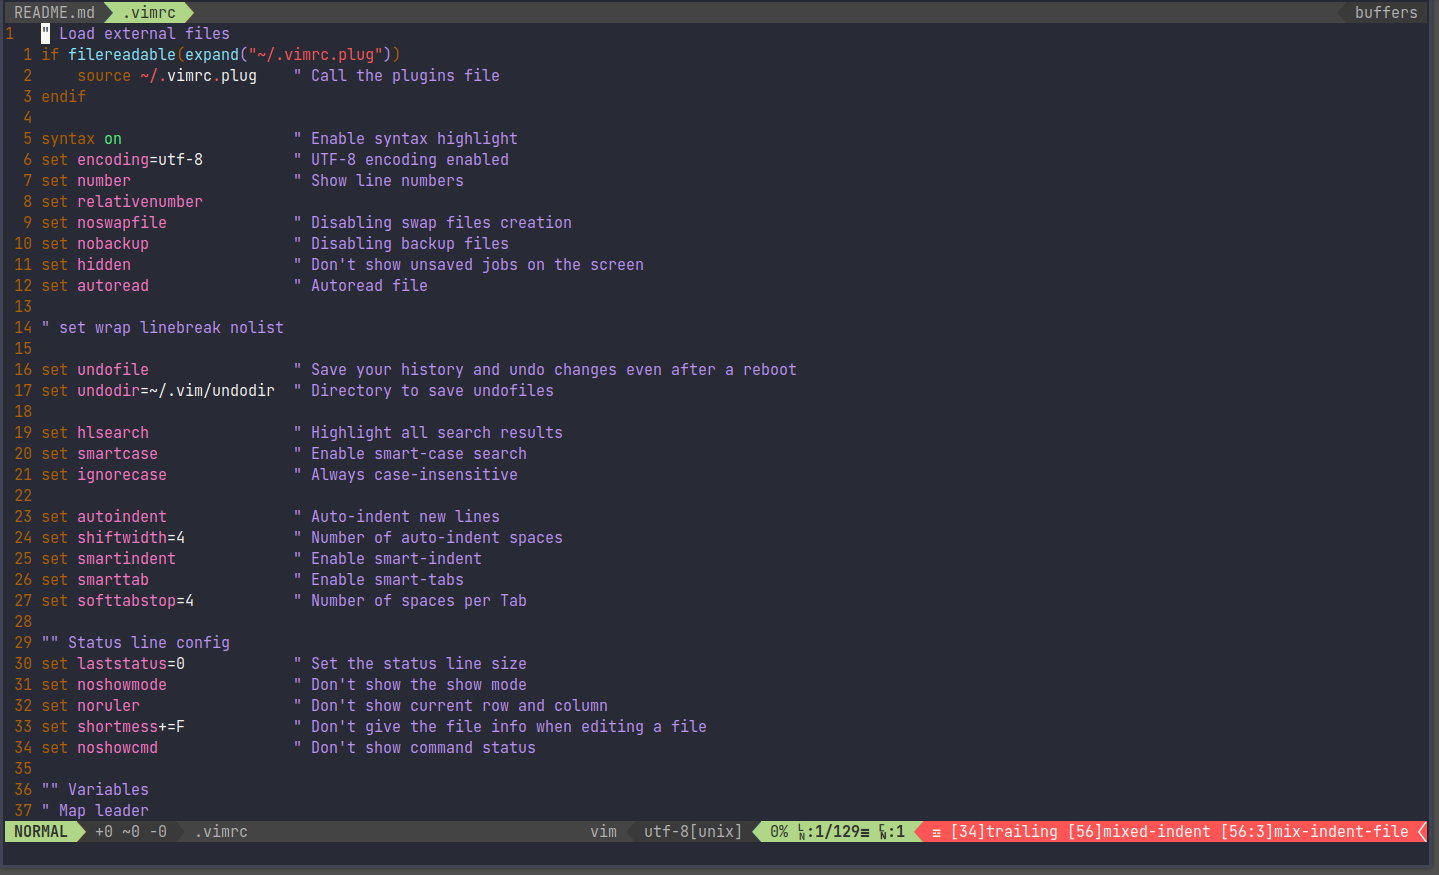 README.md .vimrc buffers
1 " Load external files
1 if filereadable(expand("~/.vimrc.plug"))
2 source ~/.vimrc.plug " Call the plugins file
3 endif
4
5 syntax on " Enable syntax highlight
6 set encoding=utf-8 " UTF-8 encoding enabled
7 set number " Show line numbers
8 set relativenumber
9 set noswapfile " Disabling swap files creation
10 set nobackup " Disabling backup files
11 set hidden " Don't show unsaved jobs on the screen
12 set autoread " Autoread file
13
14 " set wrap linebreak nolist
15
16 set undofile " Save your history and undo changes even after a reboot
17 set undodir=~/.vim/undodir " Directory to save undofiles
18
19 set hlsearch " Highlight all search results
20 set smartcase " Enable smart-case search
21 set ignorecase " Always case-insensitive
22
23 set autoindent " Auto-indent new lines
24 set shiftwidth=4 " Number of auto-indent spaces
25 set smartindent " Enable smart-indent
26 set smarttab " Enable smart-tabs
27 set softtabstop=4 " Number of spaces per Tab
28
29 "" Status line config
30 set laststatus=0 " Set the status line size
31 set noshowmode " Don't show the show mode
32 set noruler " Don't show current row and column
33 set shortmess+=F " Don't give the file info when editing a file
34 set noshowcmd " Don't show command status
35
36 "" Variables
37 " Map leader
NORMAL +0 ~0 -0 .vimrc vim utf-8[unix] 0% ㏑:1/129≡ ℅:1 ≡ [34]trailing [56]mixed-indent [56:3]mix-indent-file